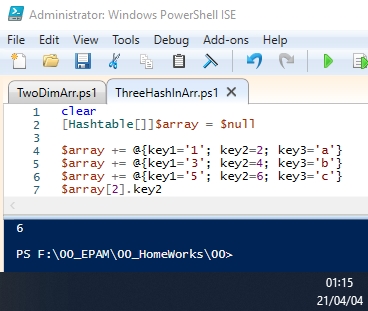 Administrator: Windows PowerShell ISE
File Edit View Tools Debug Add-ons Help
TwoDimArr.ps1 ThreeHashInArr.ps1 X
1 clear
2 [Hashtable[]]$array = $null
3
4 $array += @{key1='1'; key2=2; key3='a'}
5 $array += @{key1='3'; key2=4; key3='b'}
6 $array += @{key1='5'; key2=6; key3='c'}
7 $array[2].key2
6
PS F:\00_EPAM\00_HomeWorks\00>
01:15
21/04/04